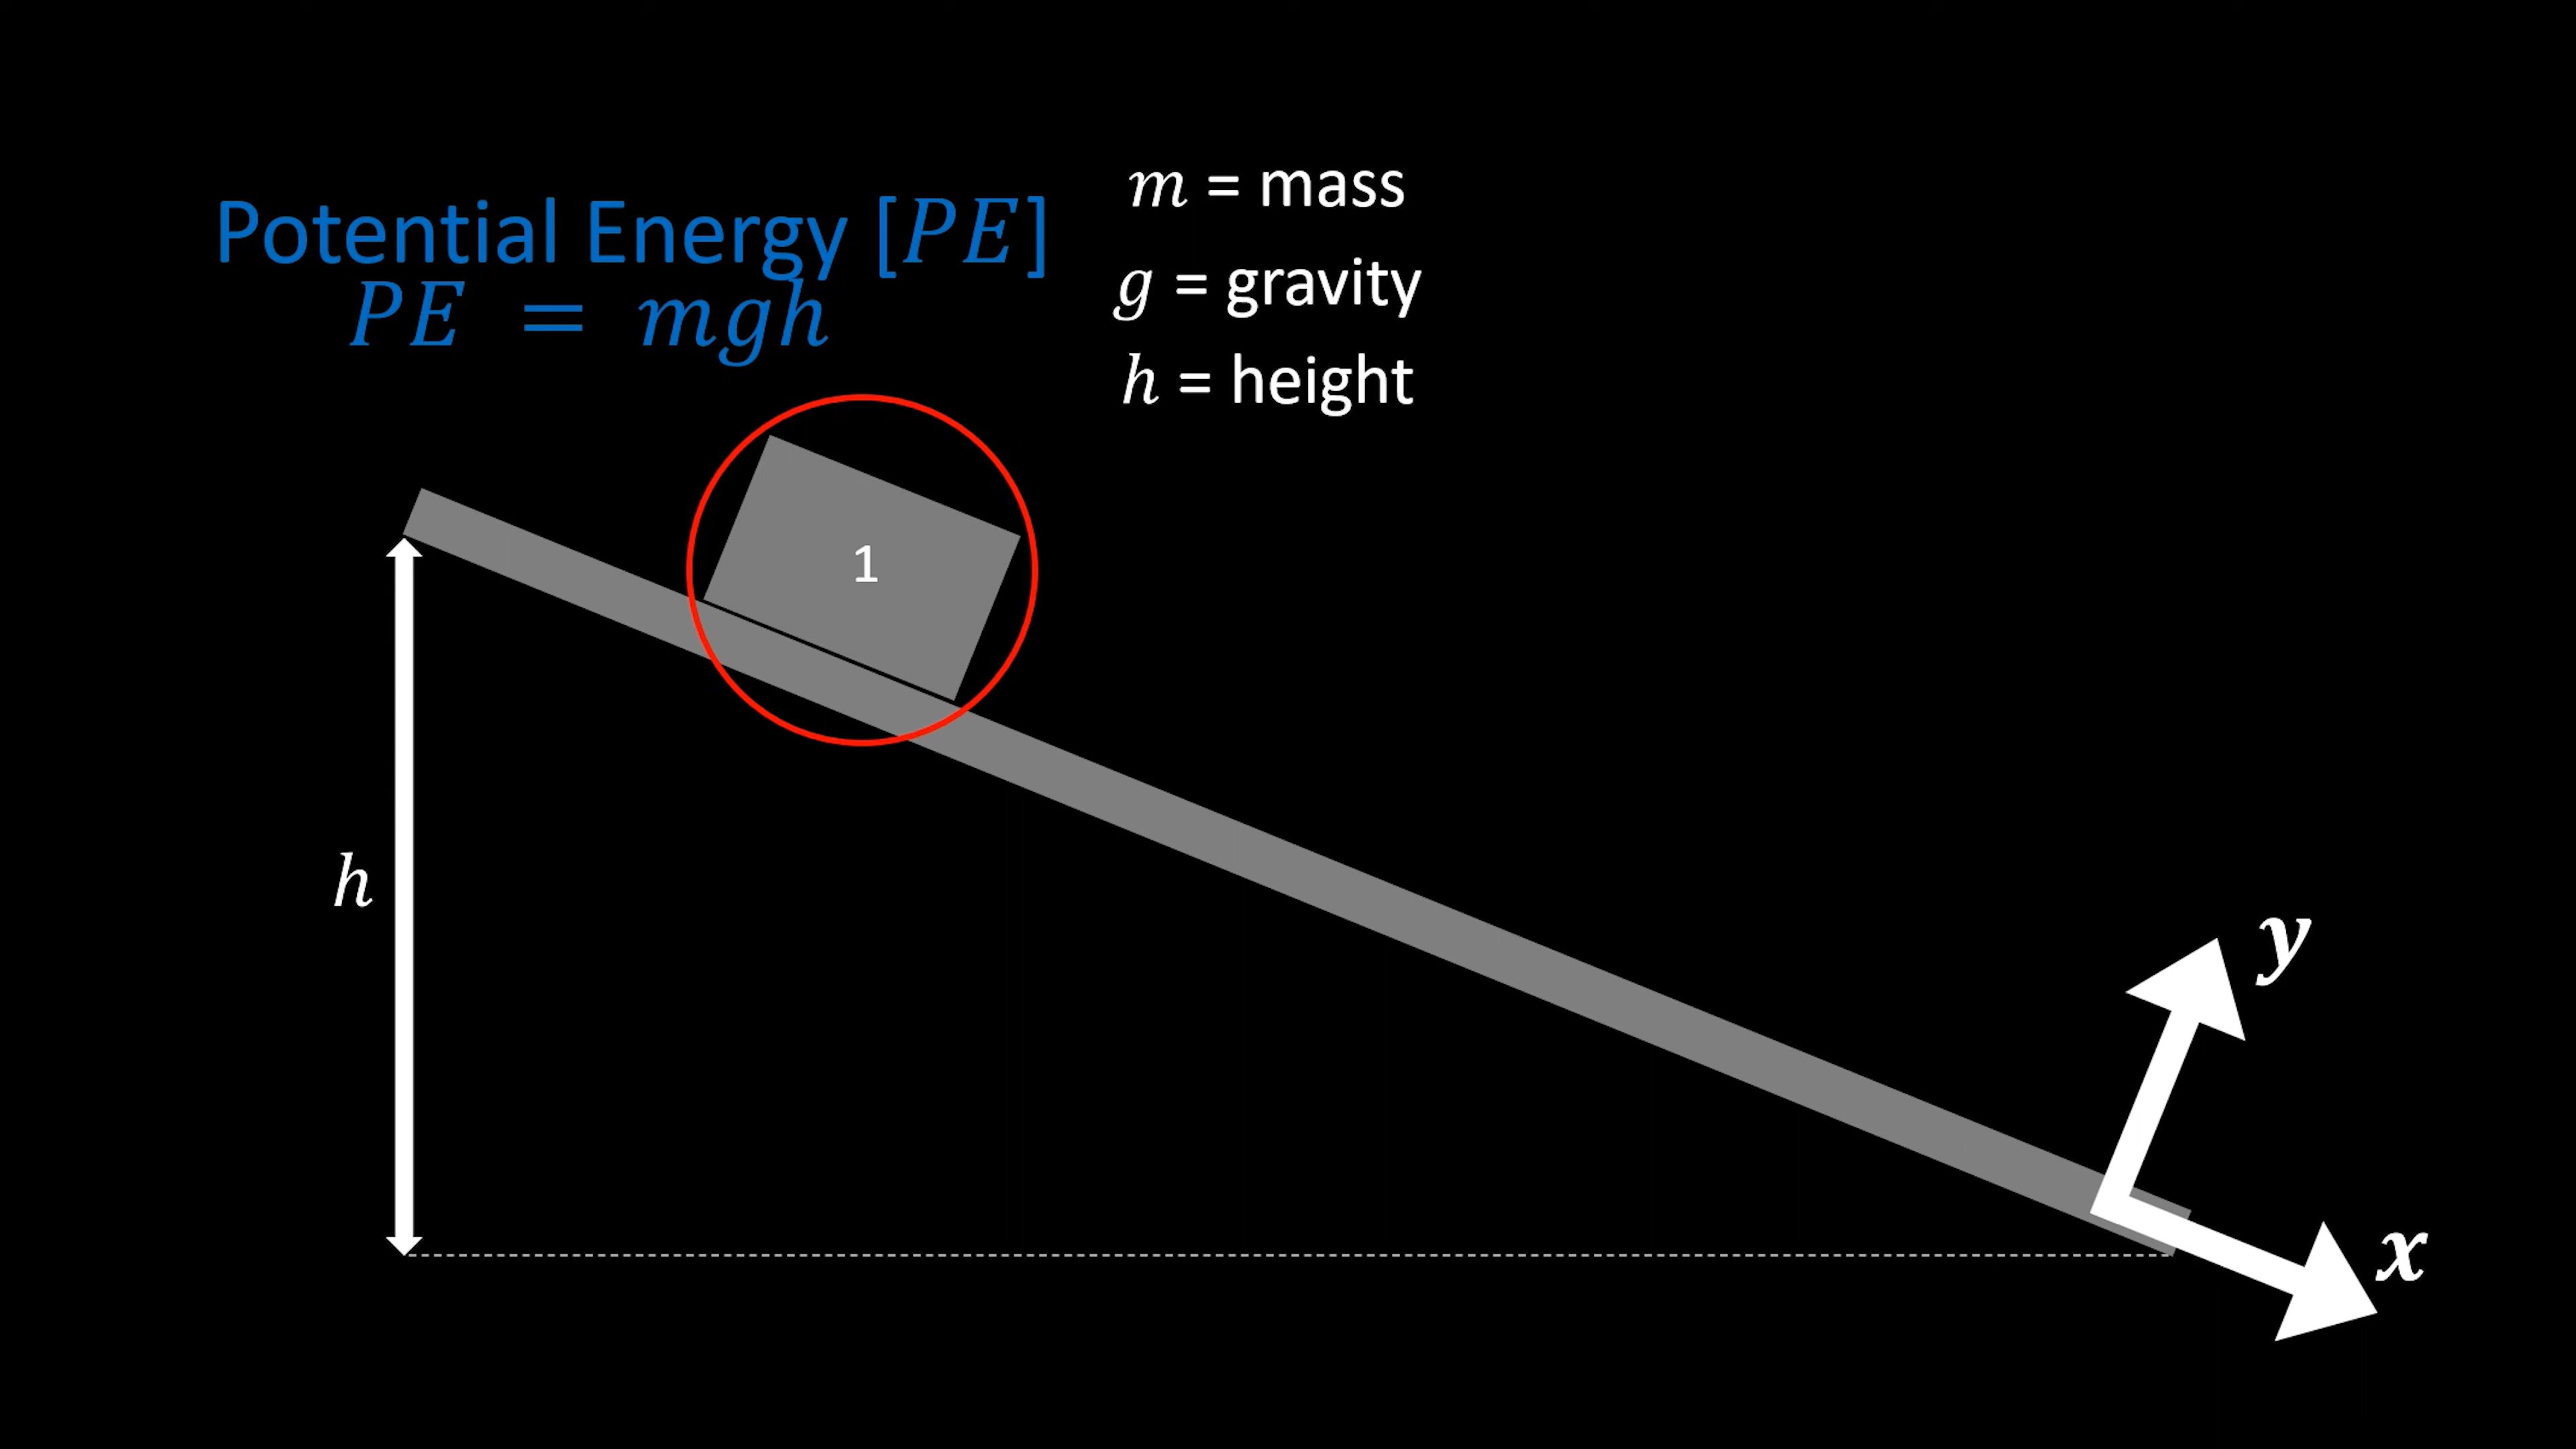 Potential Energy [PE]
PE = mgh
m = mass
g = gravity
h = height
1
h
y
x